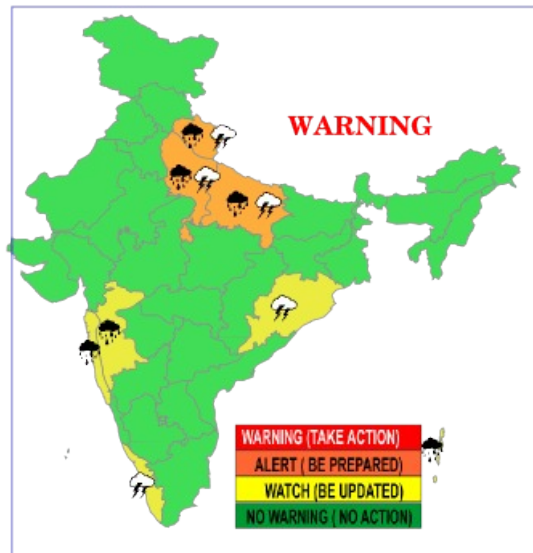 WARNING
WARNING (TAKE ACTION)
ALERT ( BE PREPARED)
WATCH (BE UPDATED)
NO WARNING ( NO ACTION)